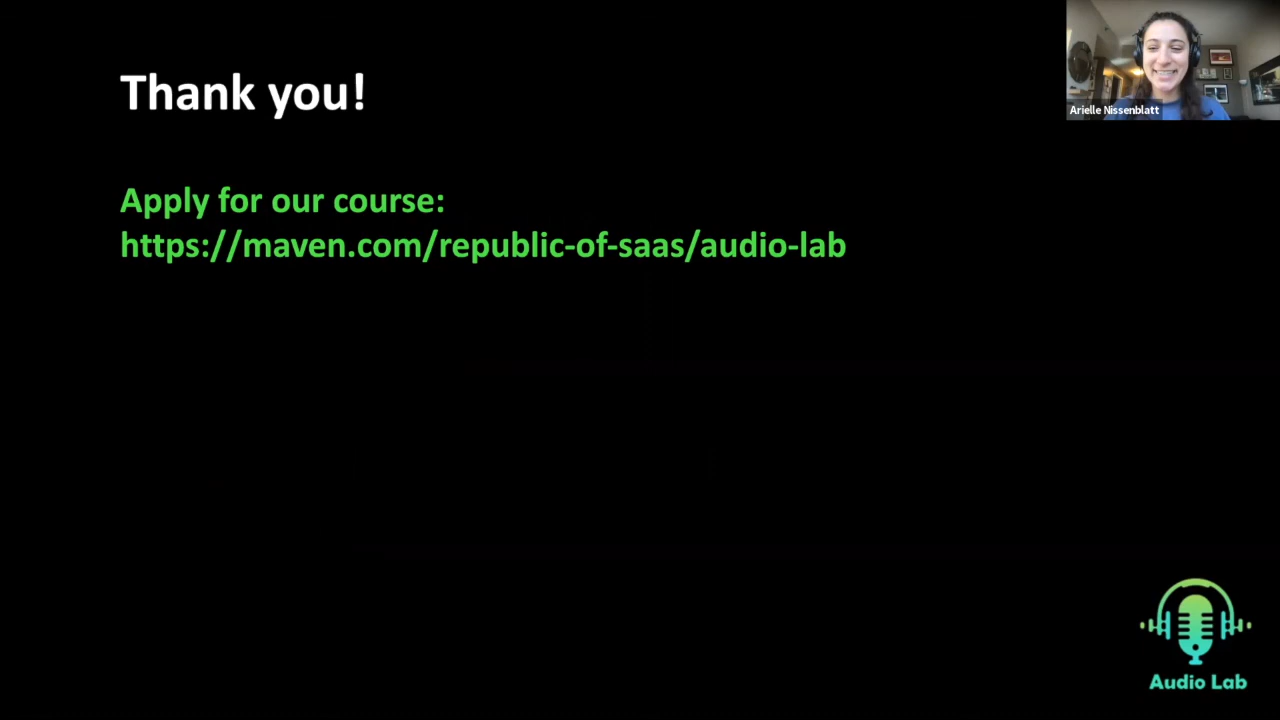 Thank you!
Arielle Nissenblatt
Apply for our course:
https://maven.com/republic-of-saas/audio-lab
Audio Lab